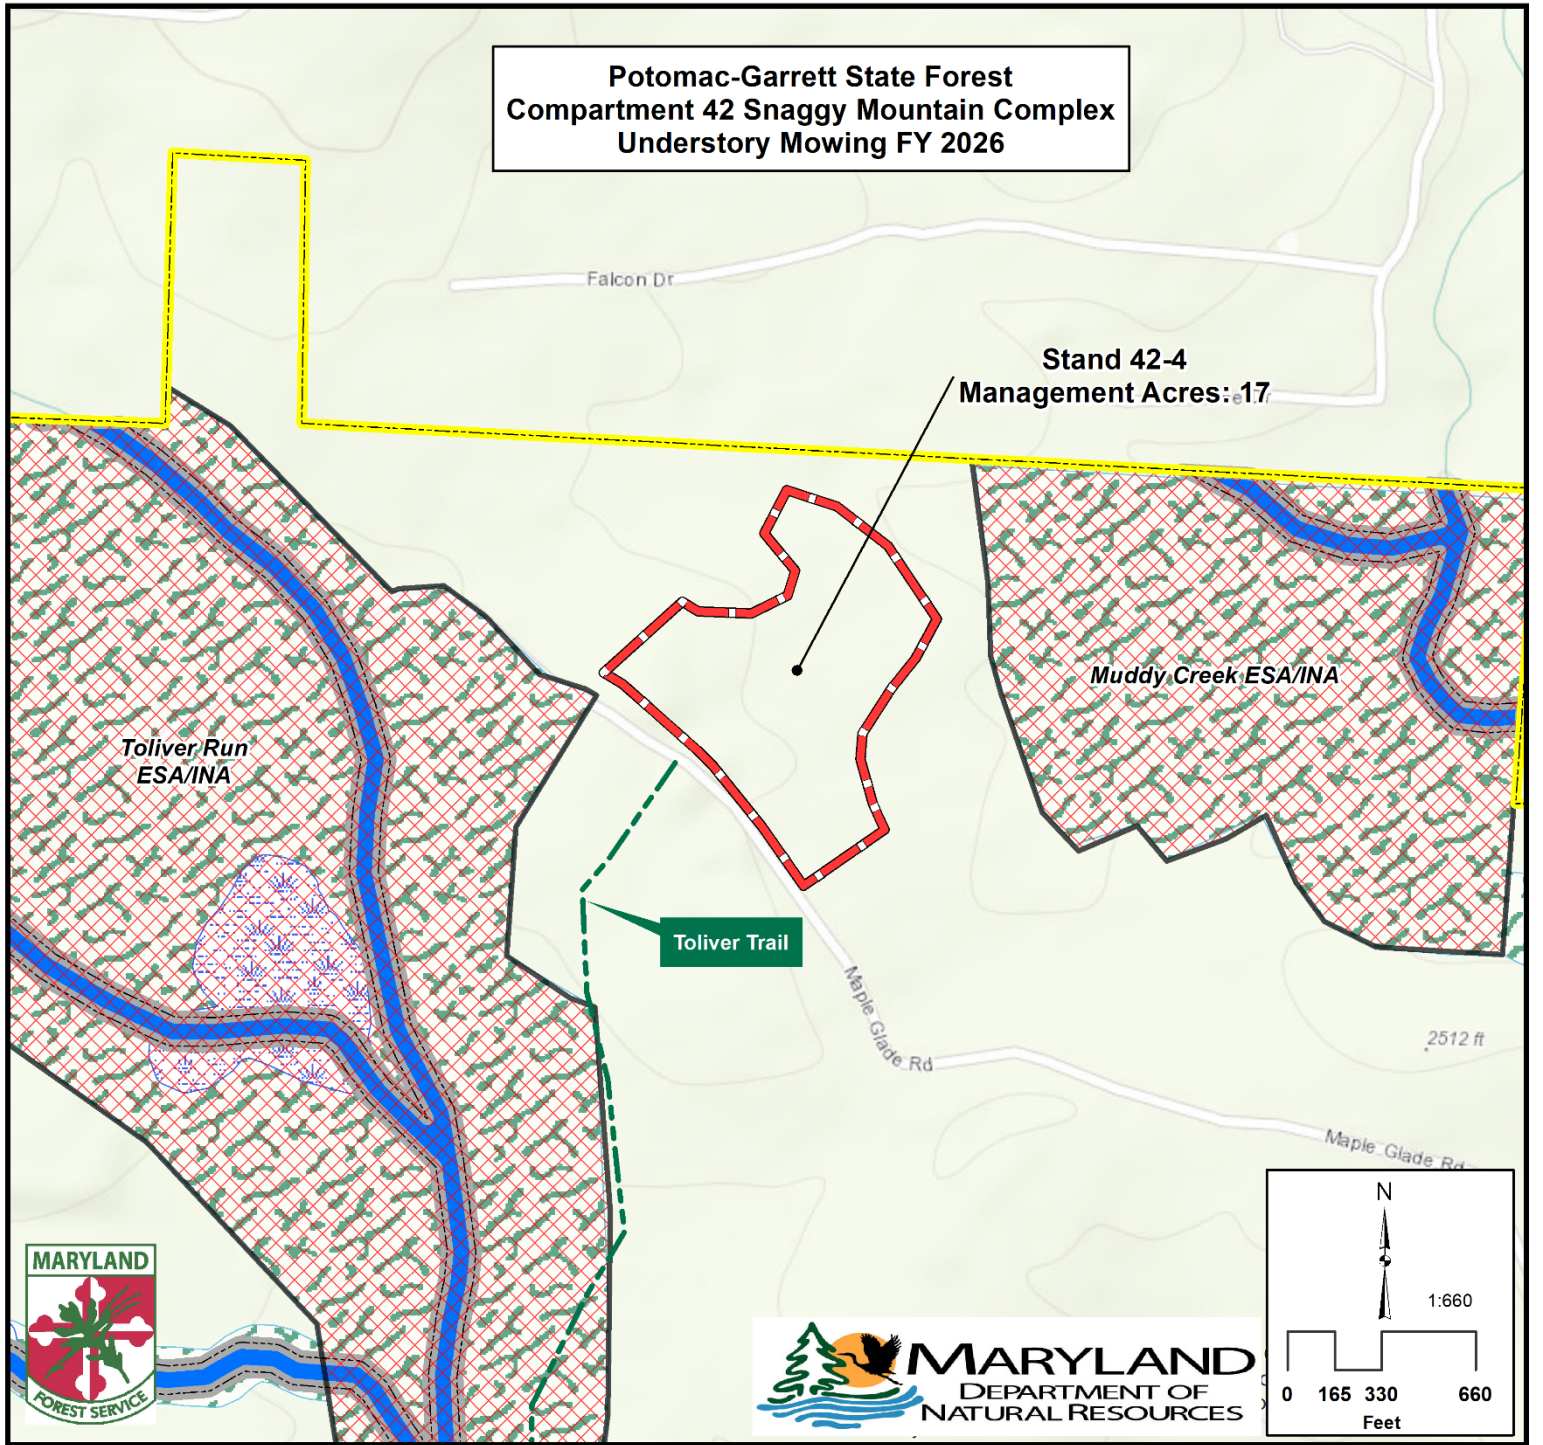 Potomac-Garrett State Forest
Compartment 42 Snaggy Mountain Complex
Understory Mowing FY 2026
Falcon Dr
Stand 42-4
Management Acres: 17
Muddy Creek ESA/INA
Toliver Run
ESA/INA
Toliver Trail
Maple Glade Rd
2512 ft
Maple Glade Rd
N
1:660
0 165 330 660
Feet
MARYLAND
FOREST SERVICE
MARYLAND
DEPARTMENT OF
NATURAL RESOURCES